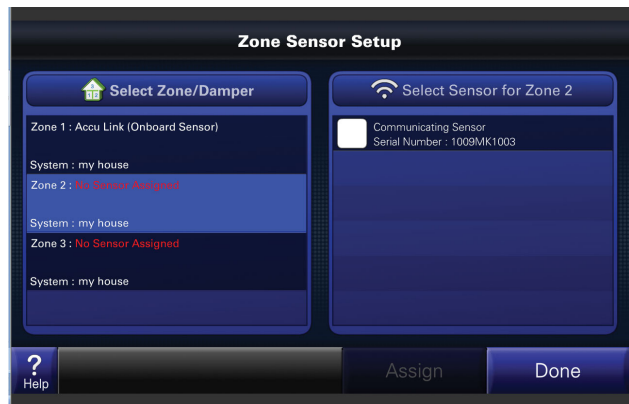 Zone Sensor Setup
Select Zone/Damper
Zone 1 : Accu Link (Onboard Sensor)
System : my house
Zone 2 : No Sensor Assigned
System : my house
Zone 3 : No Sensor Assigned
System : my house
Select Sensor for Zone 2
Communicating Sensor
Serial Number : 1009MK1003
?
Help
Assign
Done